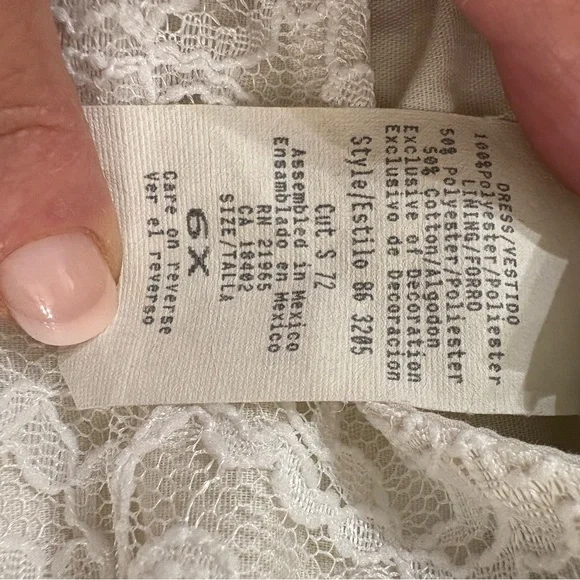 DRESS/VESTIDO
100%Polyester/Poliester
LINING/FORRO
50% Polyester/Poliester
50% Cotton/Algodon
Exclusive of Decoration
Exclusivo de Decoracion
Style/Estilo 86 3205
Cut S 72
Assembled in Mexico
Ensamblado en Mexico
RN 21965
CA 18482
SIZE/TALLA
6X
Care on reverse
Ver el reverso